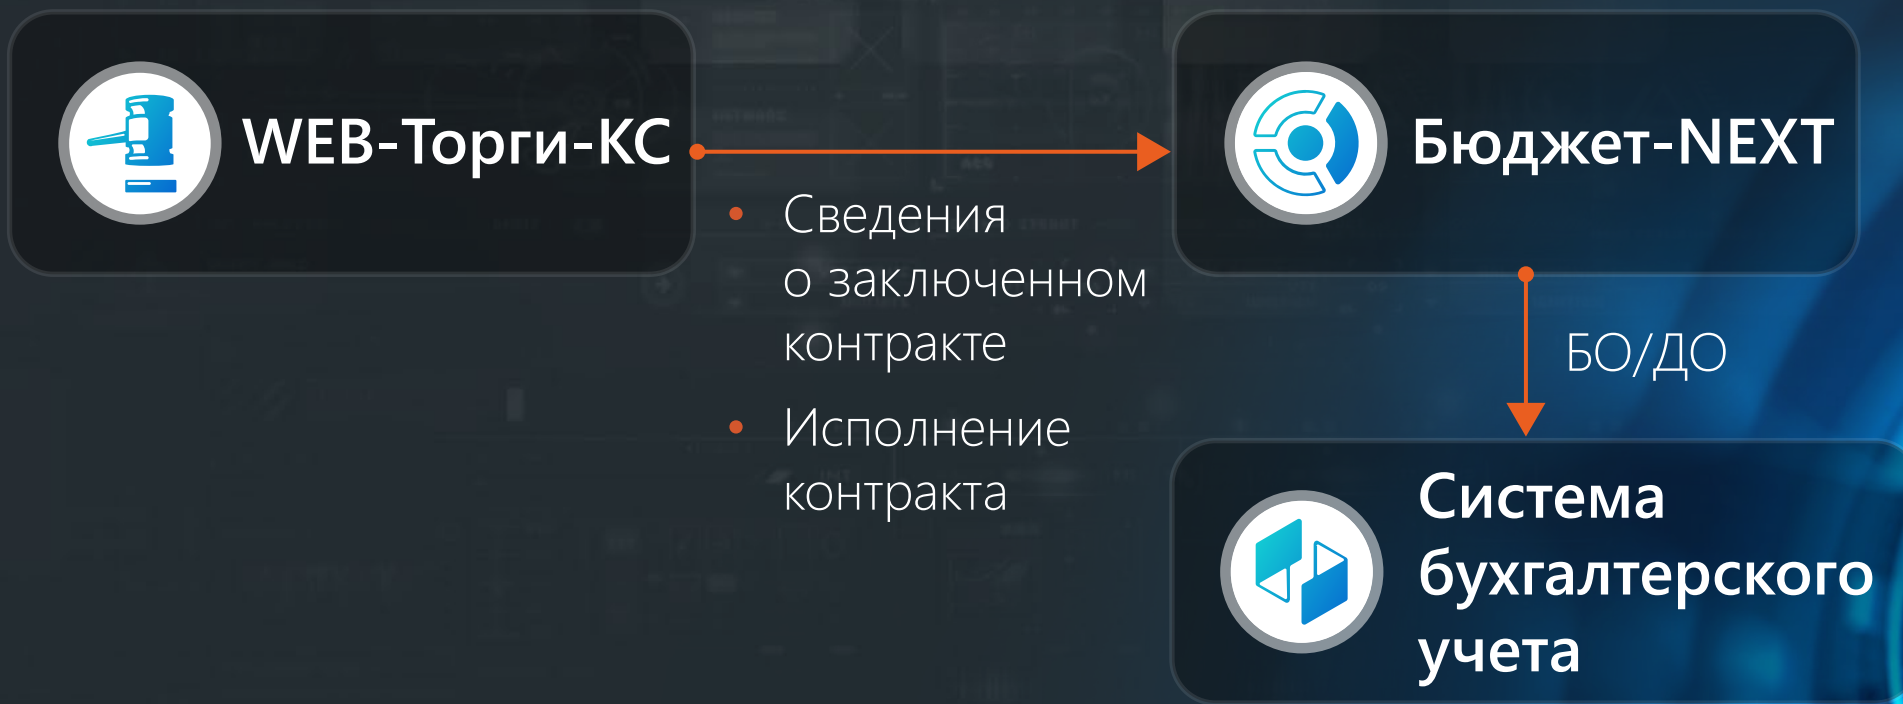 WEB-Торги-КС
Бюджет-NEXT
• Сведения
о заключенном
контракте
• Исполнение
контракта
БО/ДО
Система
бухгалтерского
учета